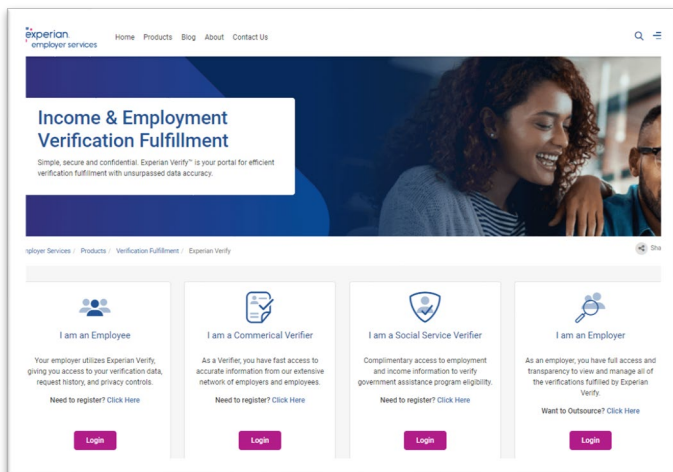 experian.
employer services
Home Products Blog About Contact Us
Income & Employment
Verification Fulfillment
Simple, secure and confidential. Experian Verify™ is your portal for efficient
verification fulfillment with unsurpassed data accuracy.
nployer Services / Products / Verification Fulfillment / Experian Verify
Sha
I am an Employee
Your employer utilizes Experian Verify,
giving you access to your verification data,
request history, and privacy controls.
Need to register? Click Here
Login
I am a Commerical Verifier
As a Verifier, you have fast access to
accurate information from our extensive
network of employers and employees.
Need to register? Click Here
Login
I am a Social Service Verifier
Complimentary access to employment
and income information to verify
government assistance program eligibility.
Need to register? Click Here
Login
I am an Employer
As an employer, you have full access and
transparency to view and manage all of
the verifications fulfilled by Experian
Verify.
Want to Outsource? Click Here
Login